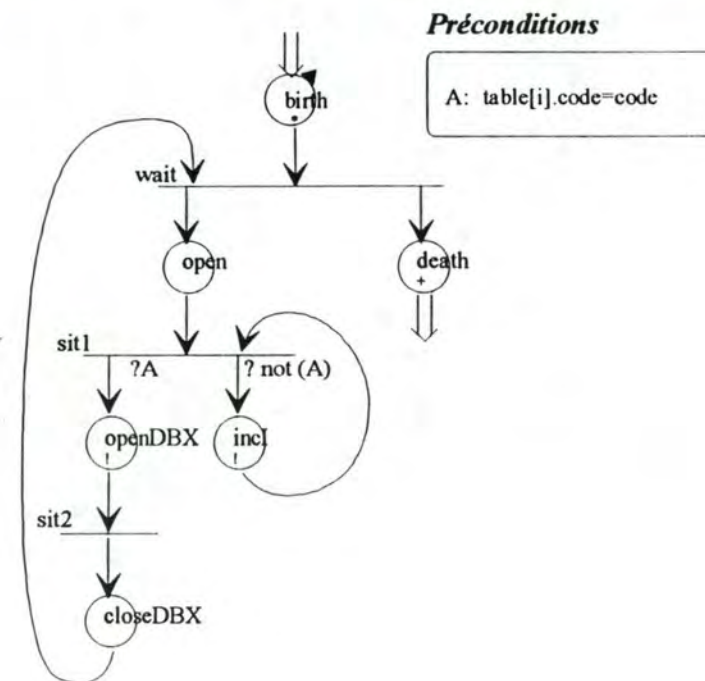 Préconditions
A: table[i].code=code
birth
*
wait
open
death
+
sit1
?A
? not (A)
openDBX
!
incI
!
sit2
closeDBX